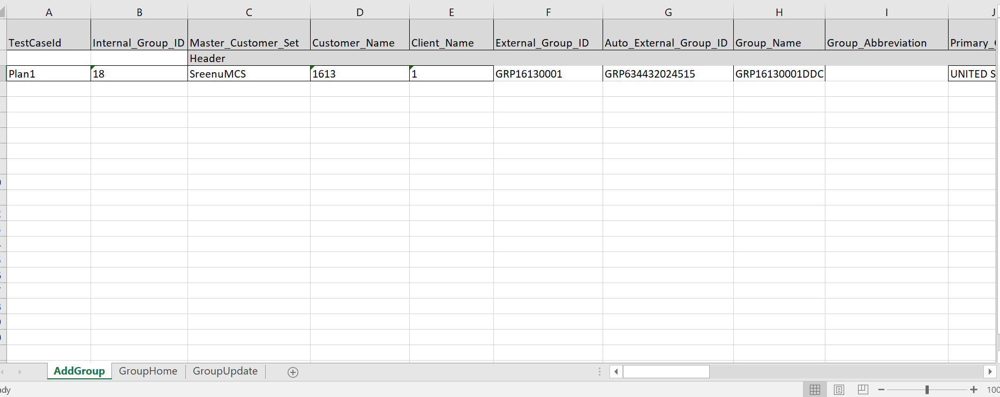 A B C D E F G H I J
TestCaseId Internal_Group_ID Master_Customer_Set Customer_Name Client_Name External_Group_ID Auto_External_Group_ID Group_Name Group_Abbreviation Primary_
Header
Plan1 18 SreenuMCS 1613 1 GRP16130001 GRP634432024515 GRP16130001DDC UNITED S
AddGroup GroupHome GroupUpdate
ady 100